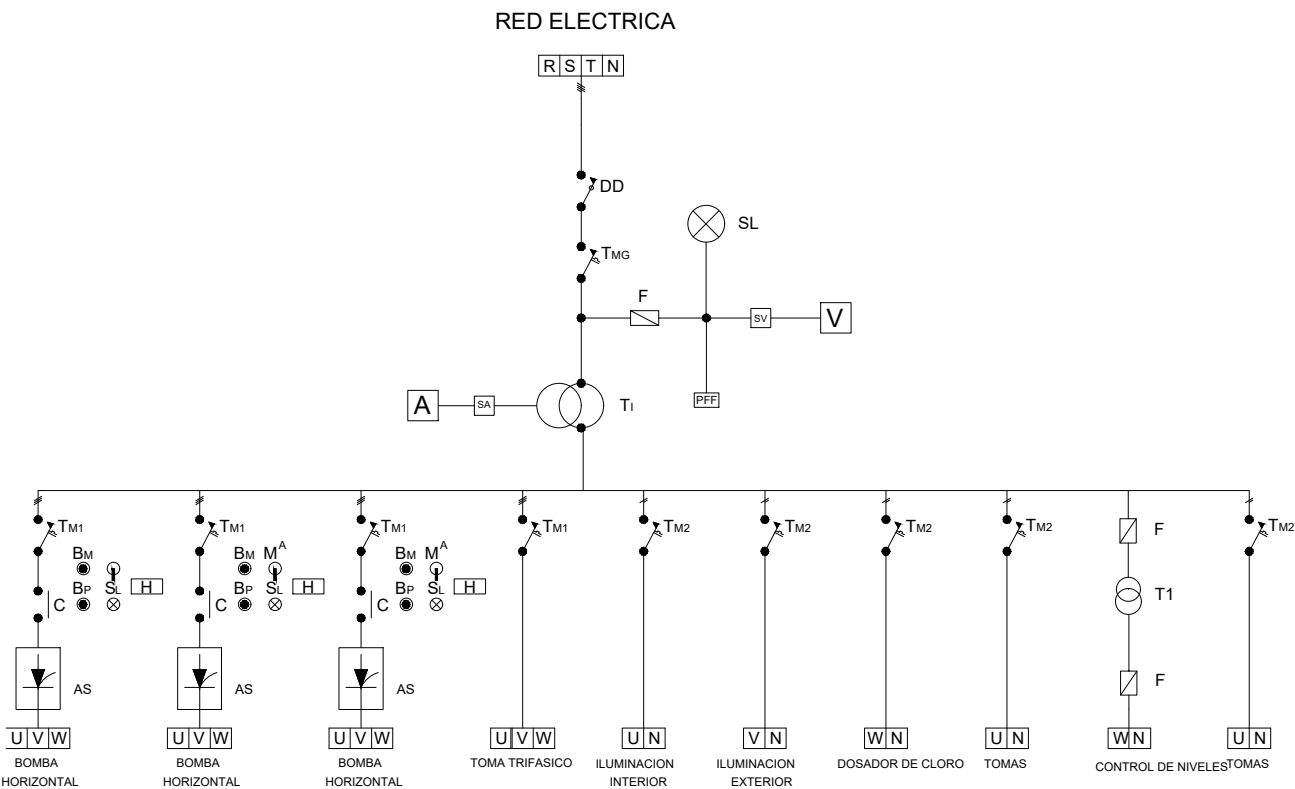 RED ELECTRICA
R S T N
DD
SL
TMG
F
SV
V
A
SA
TI
PFF
TM1
TM1
TM1
TM1
TM2
TM2
TM2
TM2
TM2
BM
BM MA
BM MA
F
BP SL H
BP SL H
BP SL H
C
C
C
T1
AS
AS
AS
F
U V W
U V W
U V W
U V W
U N
V N
W N
U N
W N
U N
BOMBA
HORIZONTAL
BOMBA
HORIZONTAL
BOMBA
HORIZONTAL
TOMA TRIFASICO
ILUMINACION
INTERIOR
ILUMINACION
EXTERIOR
DOSADOR DE CLORO
TOMAS
CONTROL DE NIVELES
TOMAS